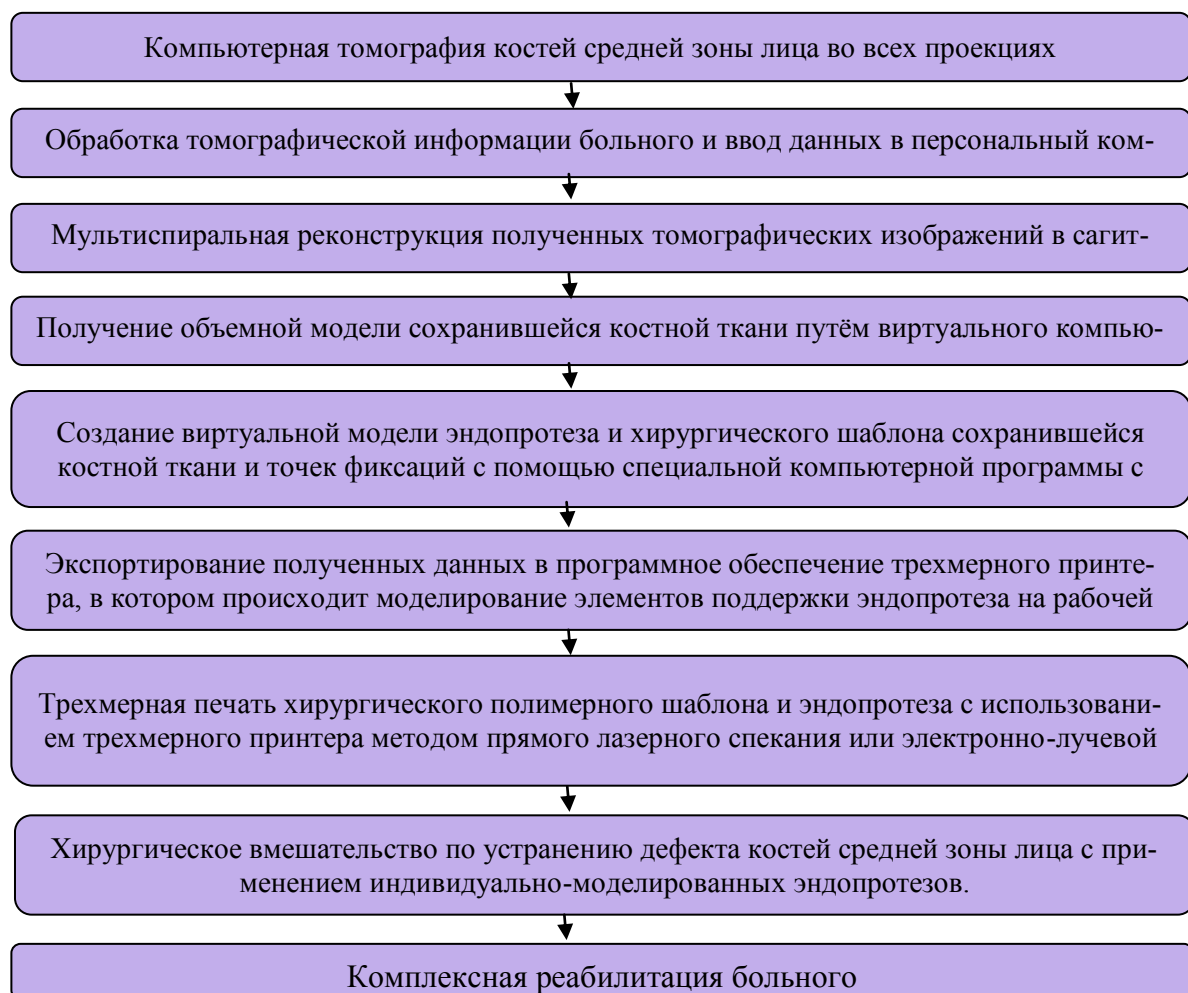 Компьютерная томография костей средней зоны лица во всех проекциях
Обработка томографической информации больного и ввод данных в персональный ком-
Мультиспиральная реконструкция полученных томографических изображений в сагит-
Получение объемной модели сохранившейся костной ткани путём виртуального компью-
Создание виртуальной модели эндопротеза и хирургического шаблона сохранившейся
костной ткани и точек фиксаций с помощью специальной компьютерной программы с
Экспортирование полученных данных в программное обеспечение трехмерного принте-
ра, в котором происходит моделирование элементов поддержки эндопротеза на рабочей
Трехмерная печать хирургического полимерного шаблона и эндопротеза с использовани-
ем трехмерного принтера методом прямого лазерного спекания или электронно-лучевой
Хирургическое вмешательство по устранению дефекта костей средней зоны лица с при-
менением индивидуально-моделированных эндопротезов.
Комплексная реабилитация больного